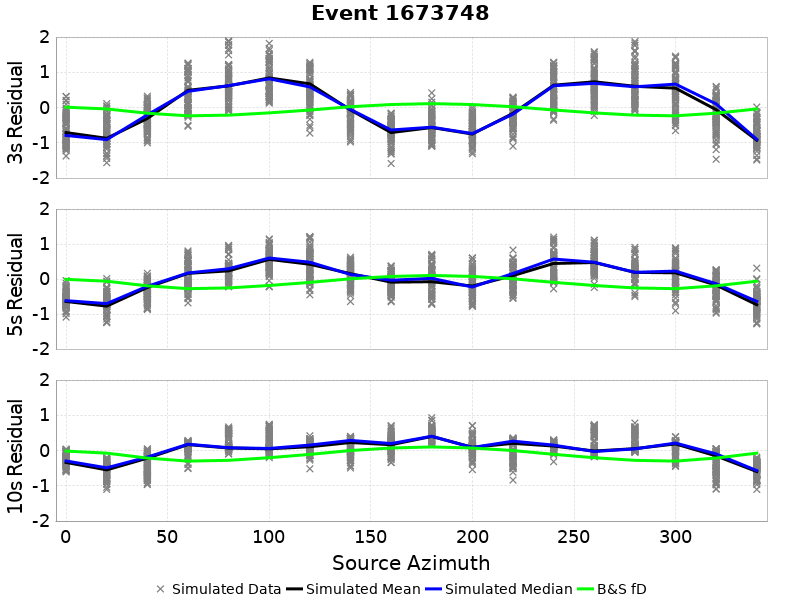 Event 1673748
2
1
0
-1
-2
3s Residual
2
1
0
-1
-2
5s Residual
2
1
0
-1
-2
10s Residual
0 50 100 150 200 250 300
Source Azimuth
Simulated Data Simulated Mean Simulated Median B&S fD